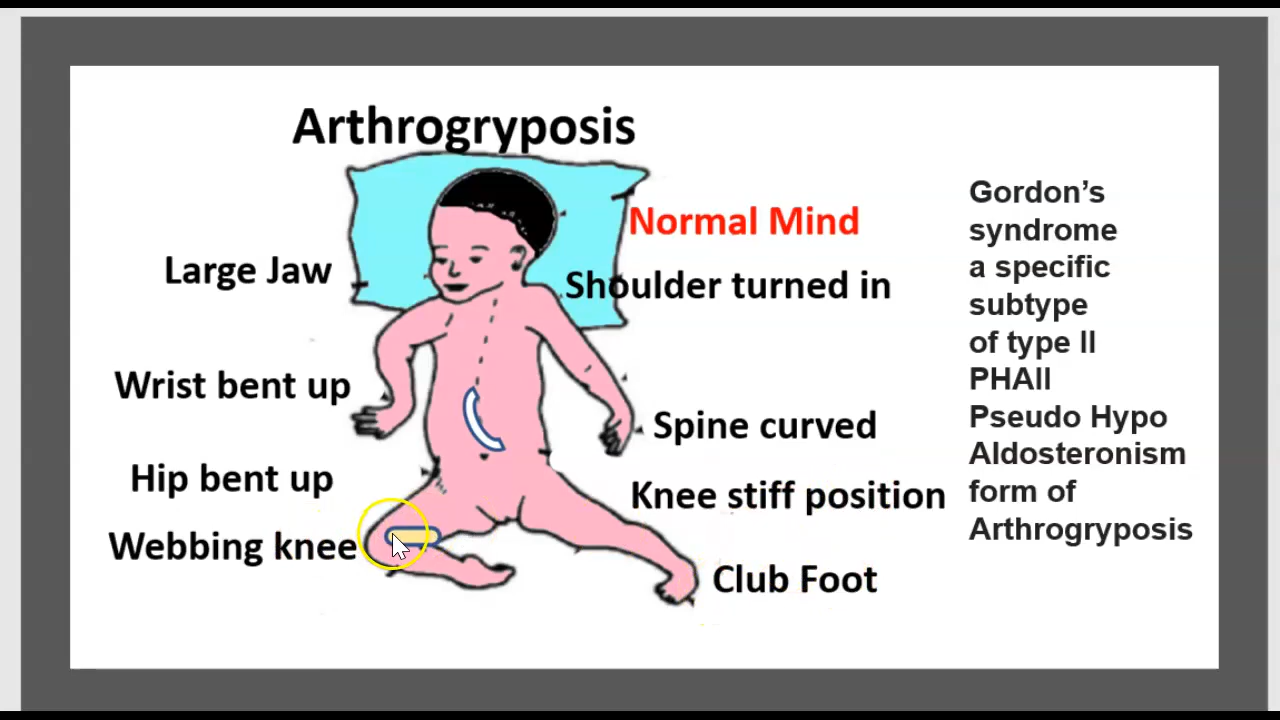 Arthrogryposis
Normal Mind
Large Jaw
Shoulder turned in
Wrist bent up
Spine curved
Hip bent up
Knee stiff position
Webbing knee
Club Foot
Gordon’s
syndrome
a specific
subtype
of type II
PHAII
Pseudo Hypo
Aldosteronism
form of
Arthrogryposis